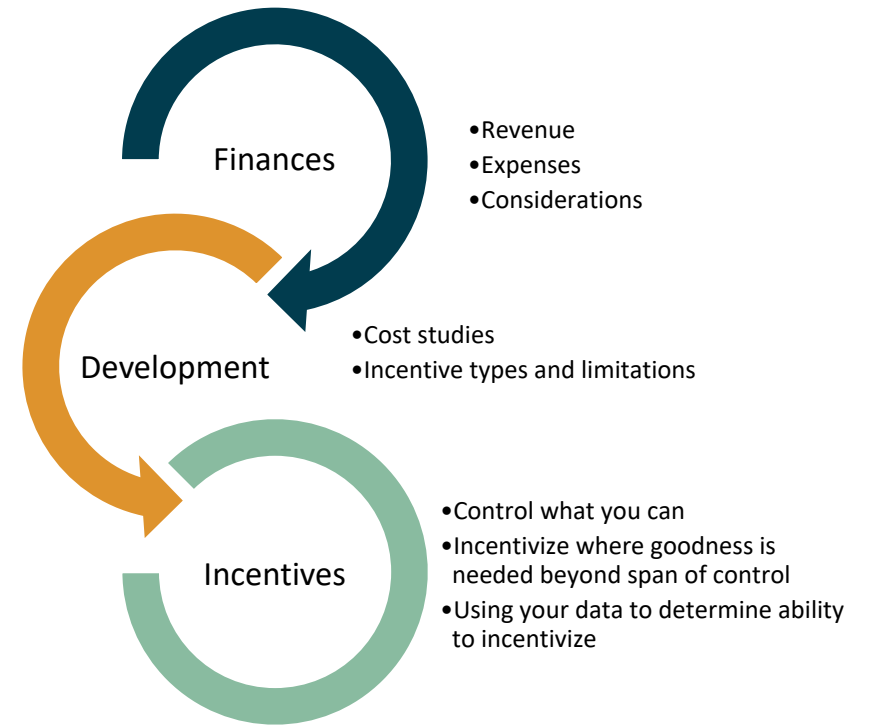 Finances
•Revenue
•Expenses
•Considerations
Development
•Cost studies
•Incentive types and limitations
Incentives
•Control what you can
•Incentivize where goodness is
needed beyond span of control
•Using your data to determine ability
to incentivize